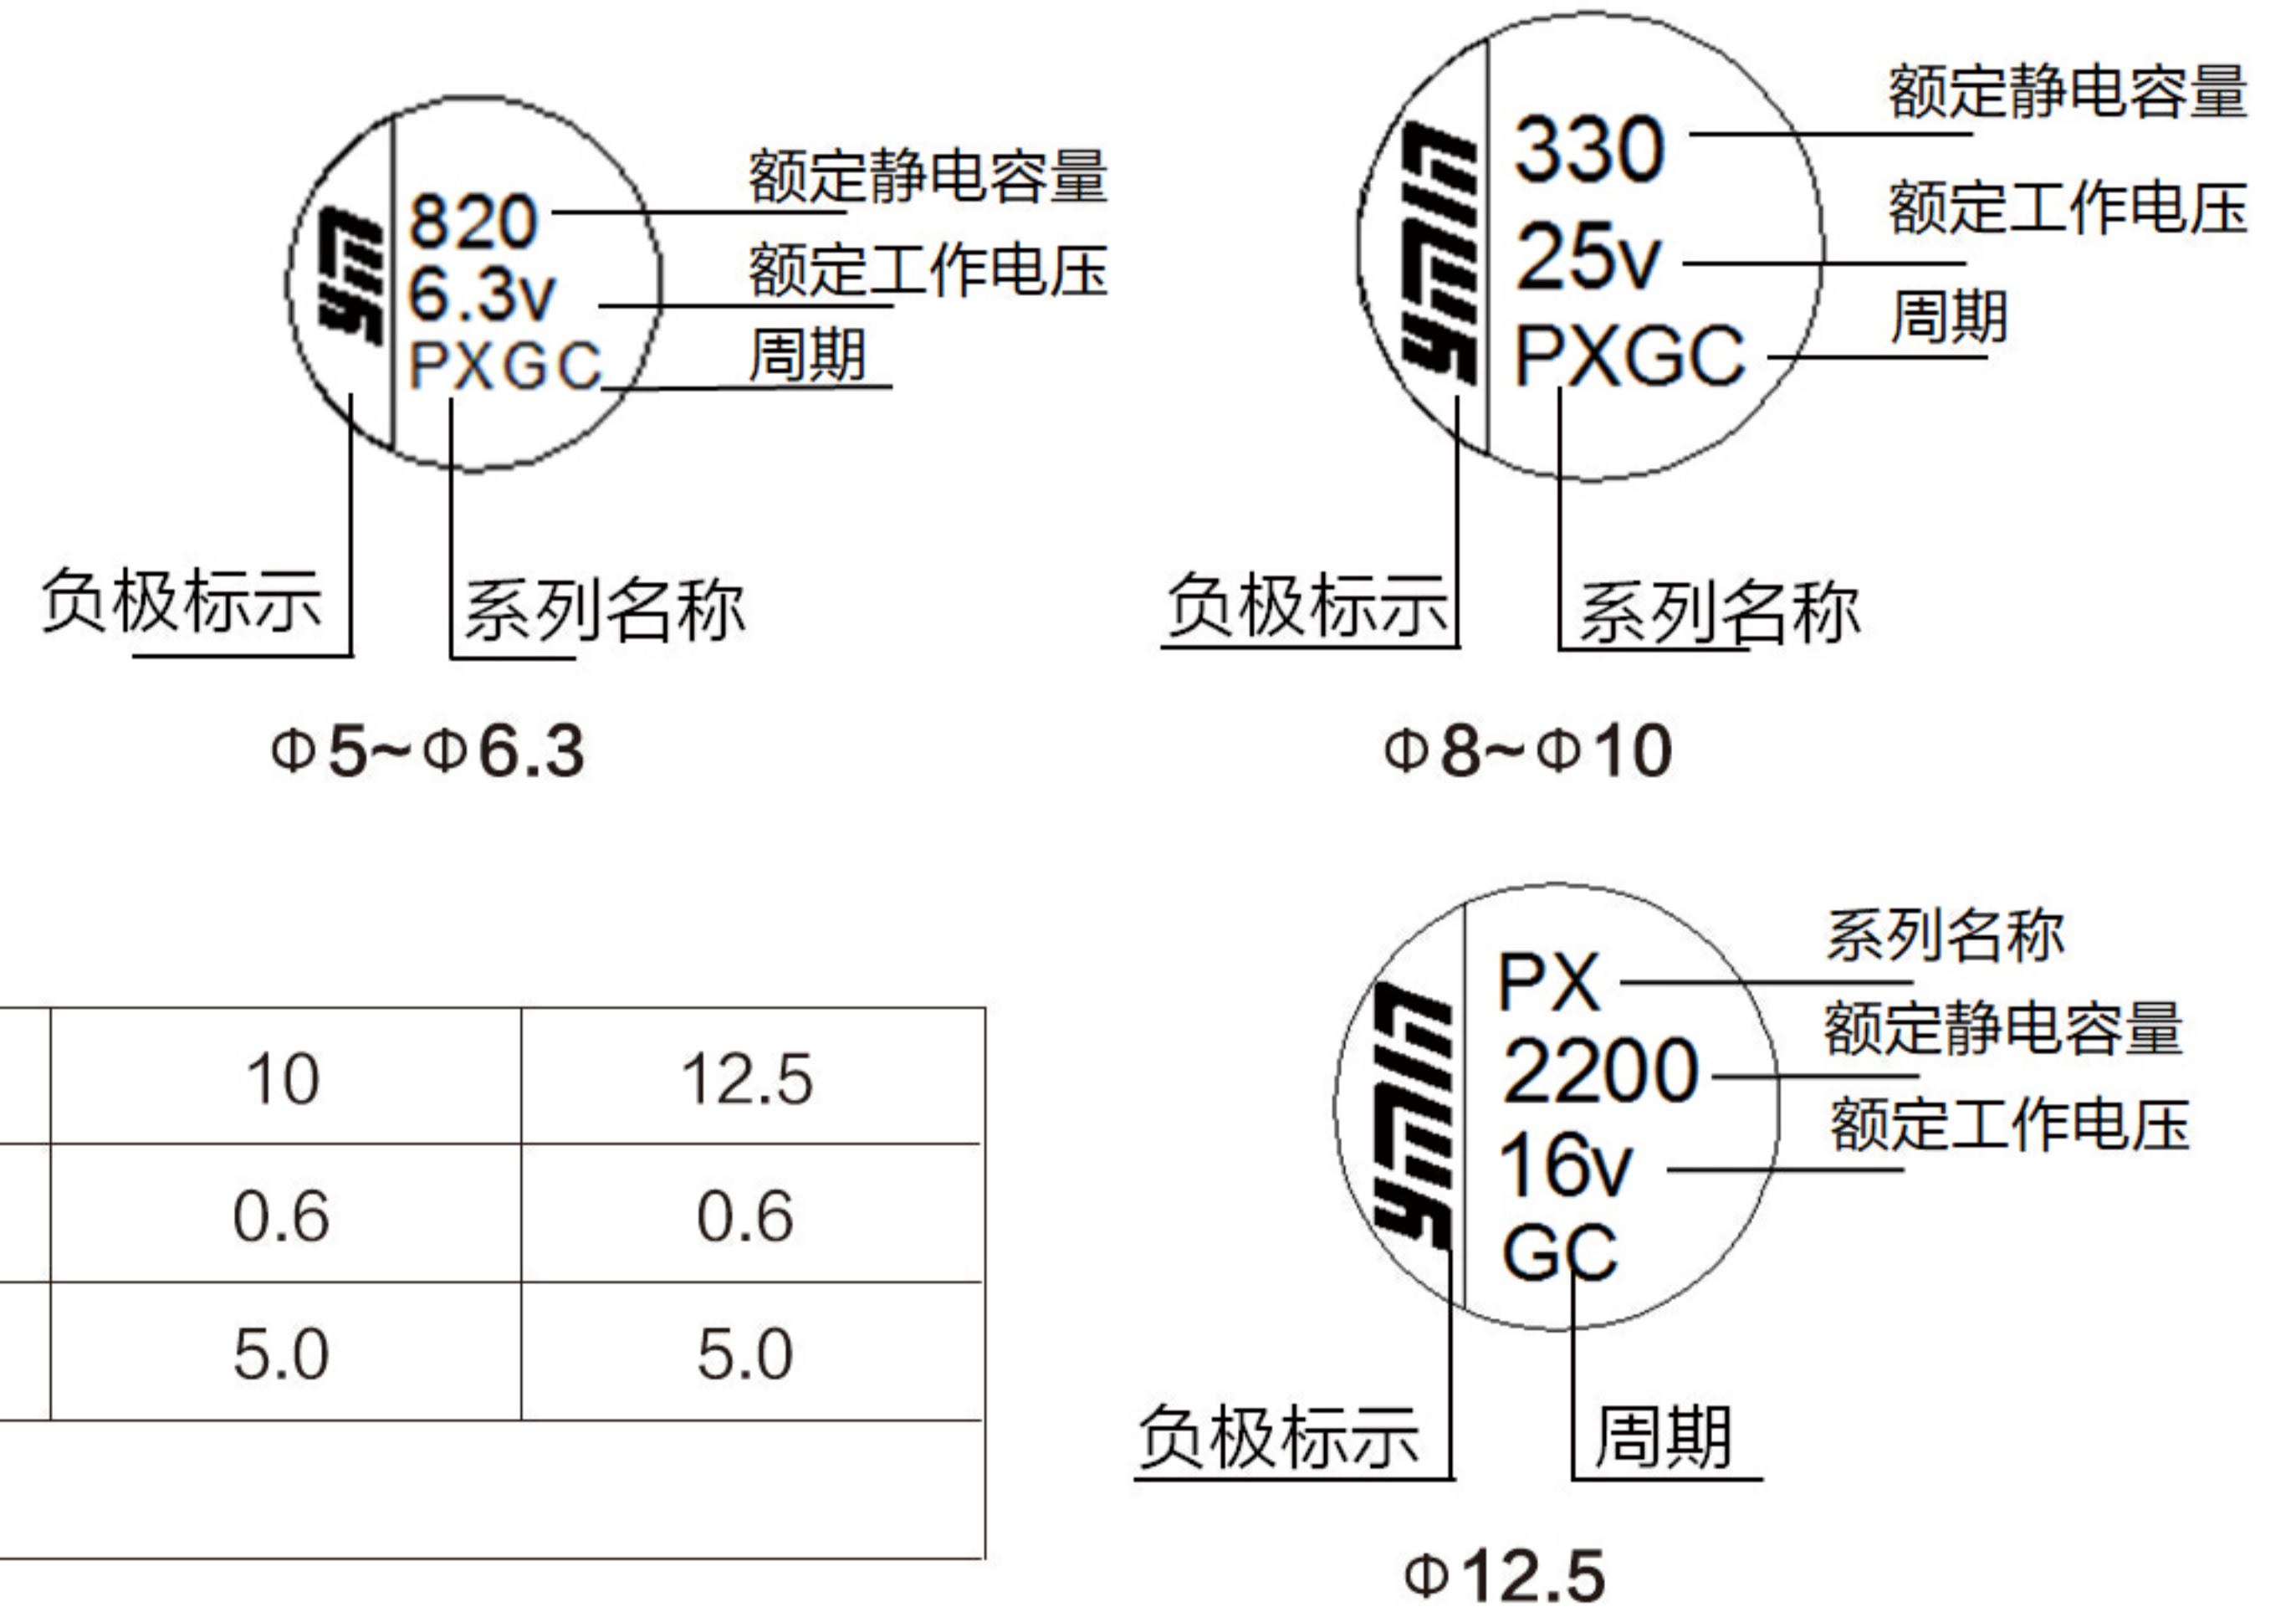 ymin
820
6.3v
PXGC
额定静电容量
额定工作电压
周期
负极标示
系列名称
Φ5~Φ6.3
ymin
330
25v
PXGC
额定静电容量
额定工作电压
周期
负极标示
系列名称
Φ8~Φ10
10 12.5
0.6 0.6
5.0 5.0
ymin
PX
2200
16v
GC
系列名称
额定静电容量
额定工作电压
负极标示
周期
Φ12.5